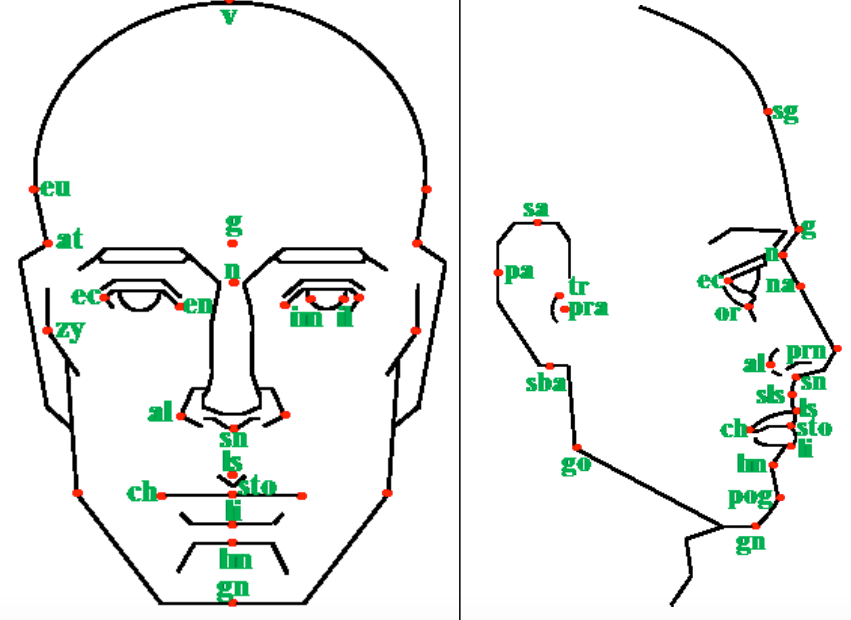 v
eu
g
at
n
ec
en
im il
zy
al
sn
ls
ch
sto
li
lm
gn
sg
sa
g
n
pa
ec
na
tr
pra
or
prn
al
sba
sn
sls
ls
ch
sto
li
go
lm
pog
gn